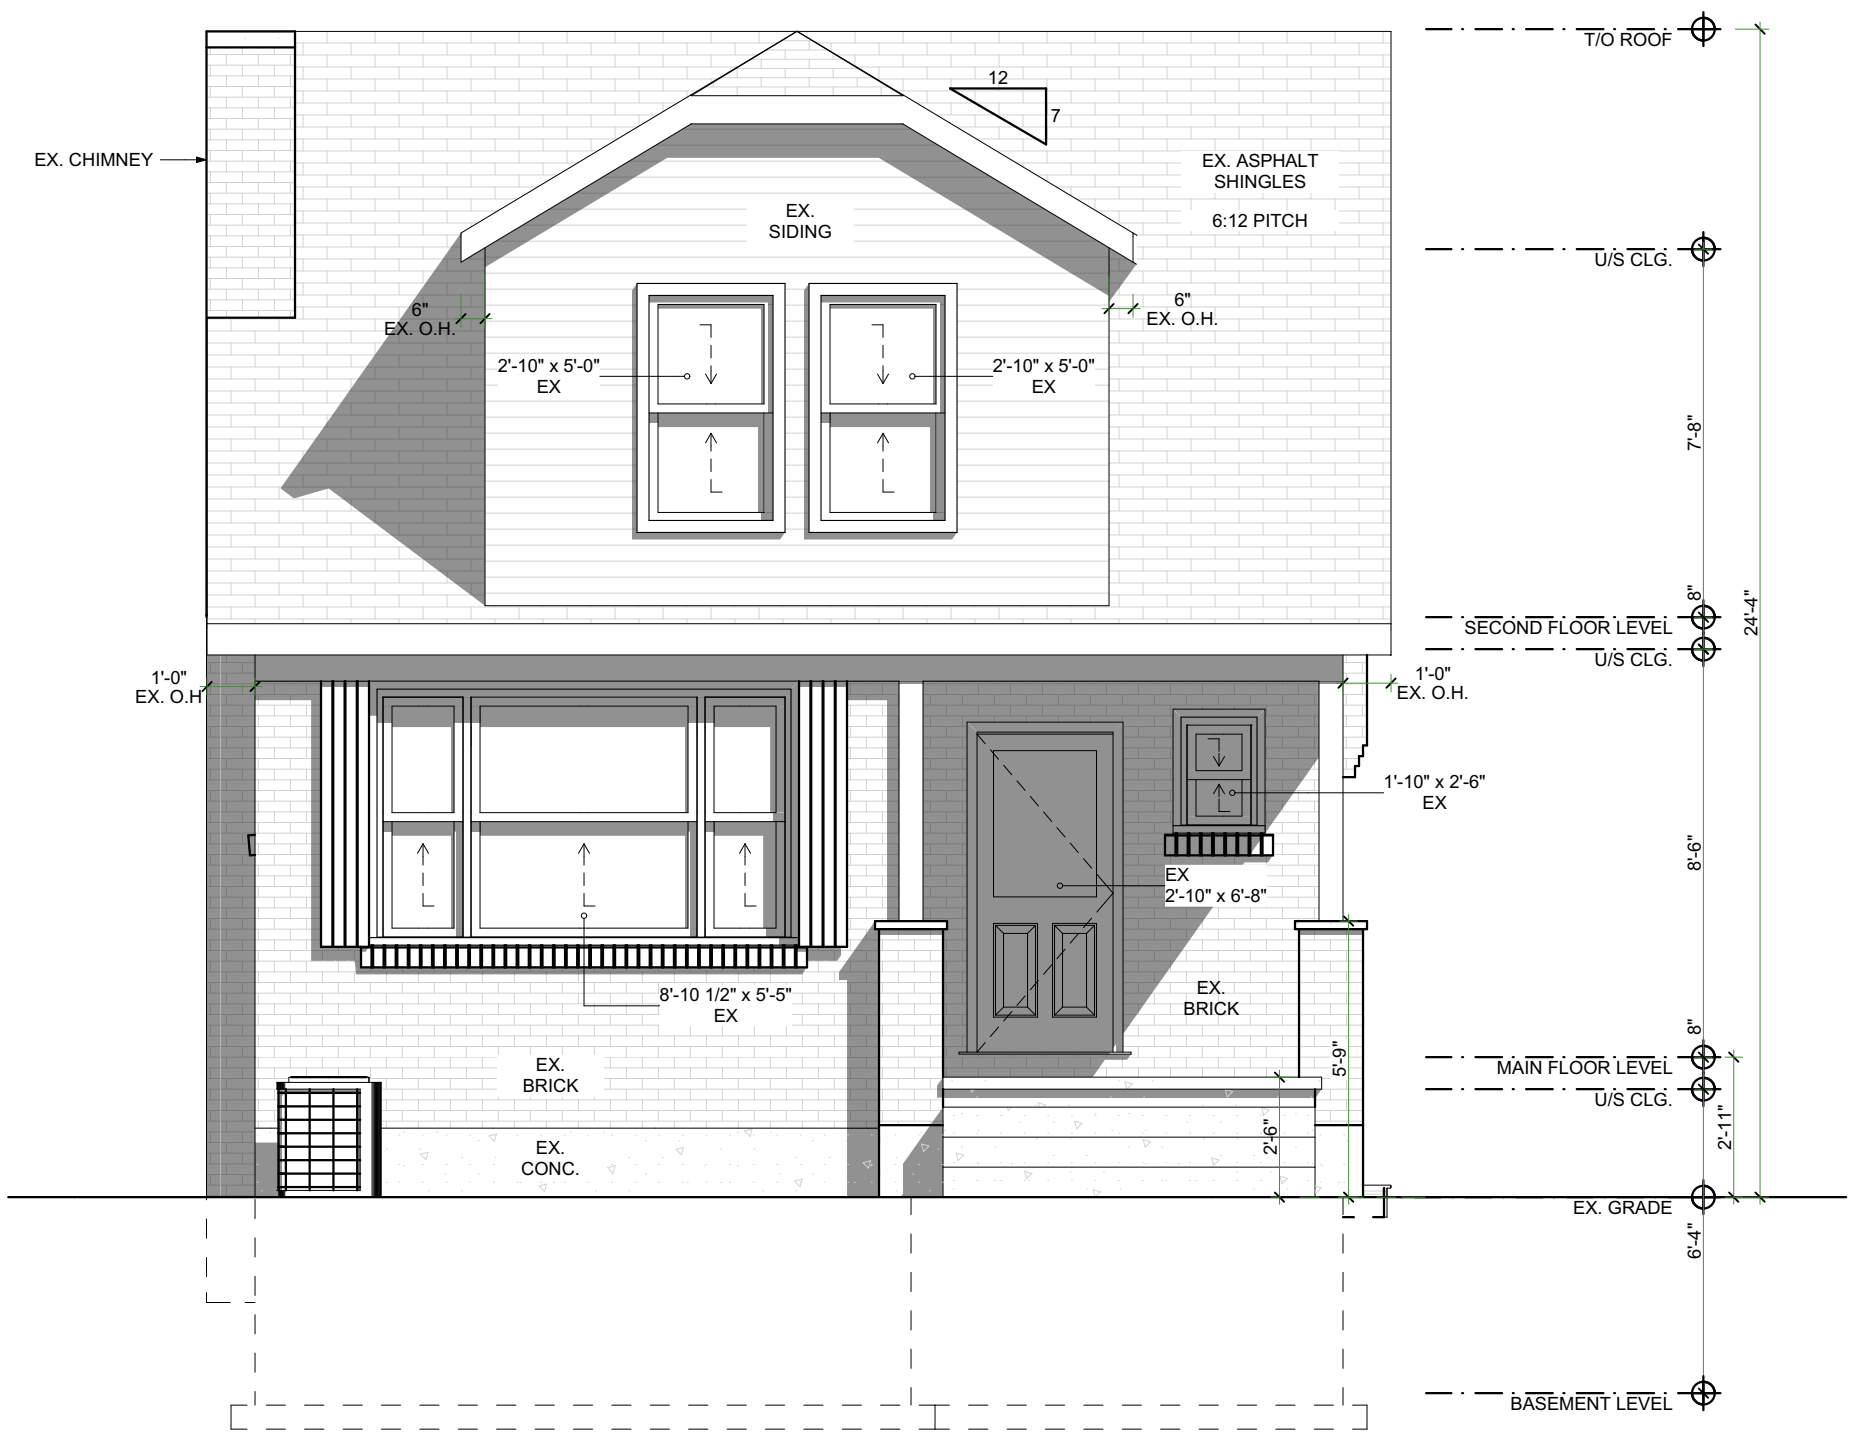 T/O ROOF
12
7
EX. CHIMNEY
EX. ASPHALT
SHINGLES
6:12 PITCH
EX.
SIDING
U/S CLG.
6"
EX. O.H.
6"
EX. O.H.
2'-10" x 5'-0"
EX
2'-10" x 5'-0"
EX
7'-8"
8"
24'-4"
SECOND FLOOR LEVEL
U/S CLG.
1'-0"
EX. O.H
1'-0"
EX. O.H.
1'-10" x 2'-6"
EX
8'-6"
EX
2'-10" x 6'-8"
8'-10 1/2" x 5'-5"
EX
EX.
BRICK
EX.
BRICK
5'-9"
8"
MAIN FLOOR LEVEL
U/S CLG.
2'-6"
2'-11"
EX.
CONC.
EX. GRADE
6'-4"
BASEMENT LEVEL